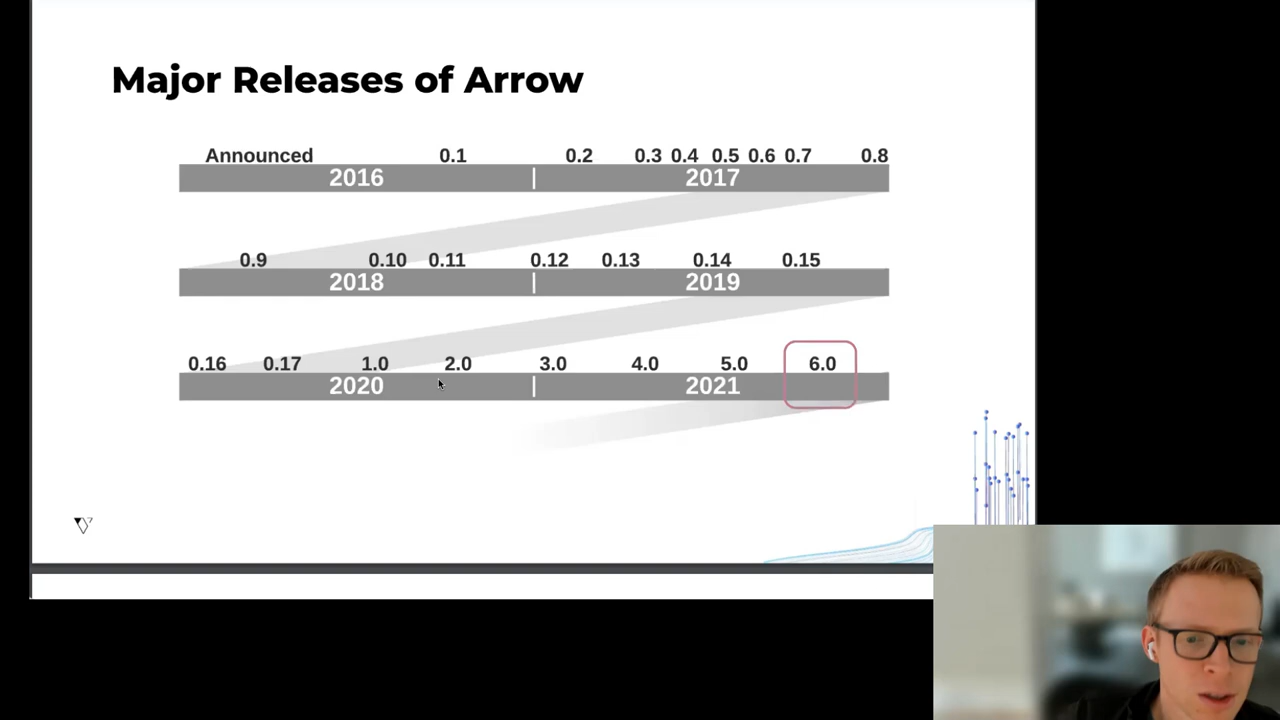 Major Releases of Arrow
Announced 0.1 0.2 0.3 0.4 0.5 0.6 0.7 0.8
2016 | 2017
0.9 0.10 0.11 0.12 0.13 0.14 0.15
2018 | 2019
0.16 0.17 1.0 2.0 3.0 4.0 5.0 6.0
2020 | 2021